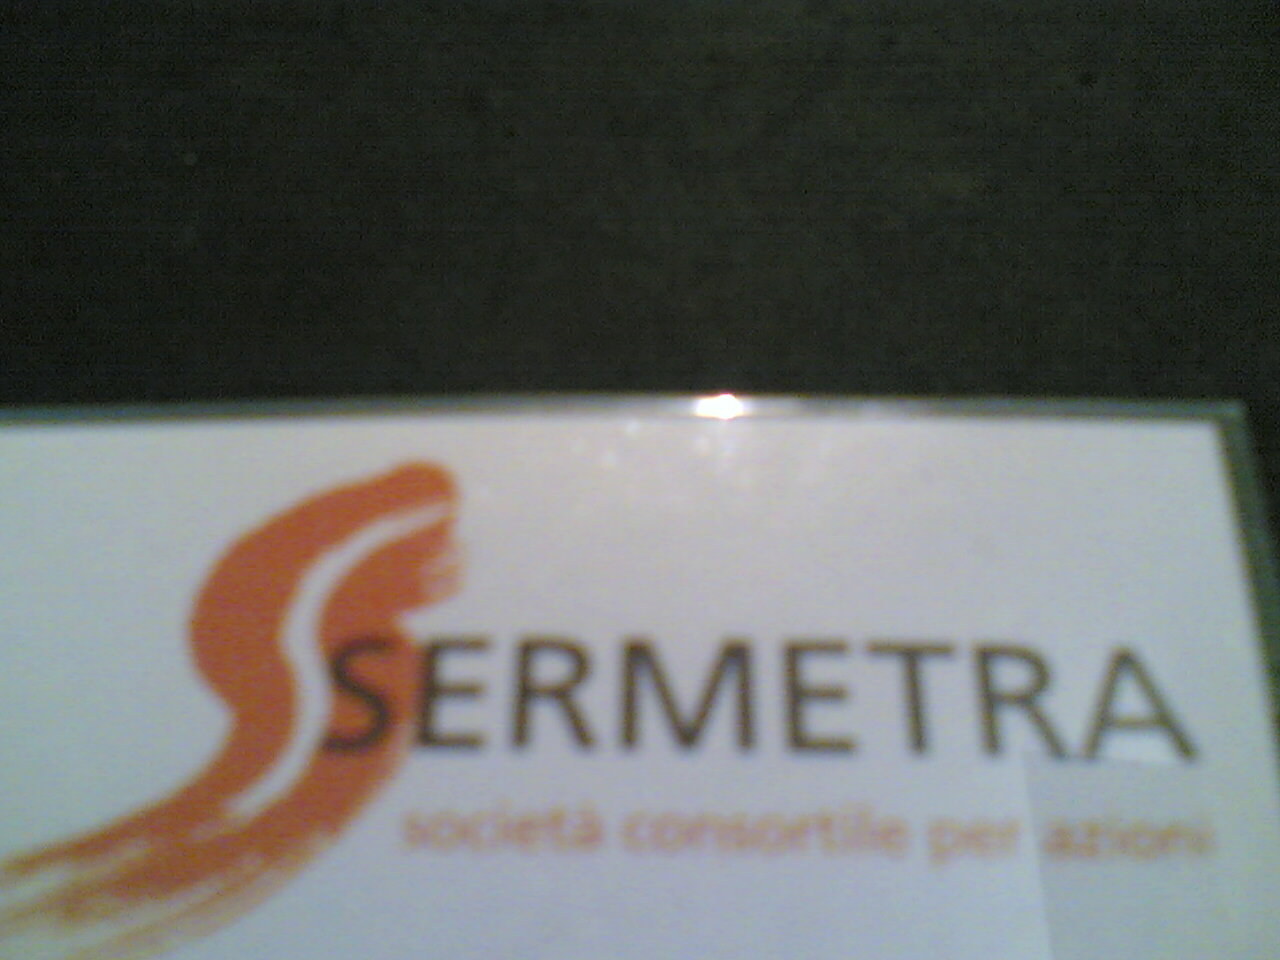 SERMETRA
società consortile per azioni